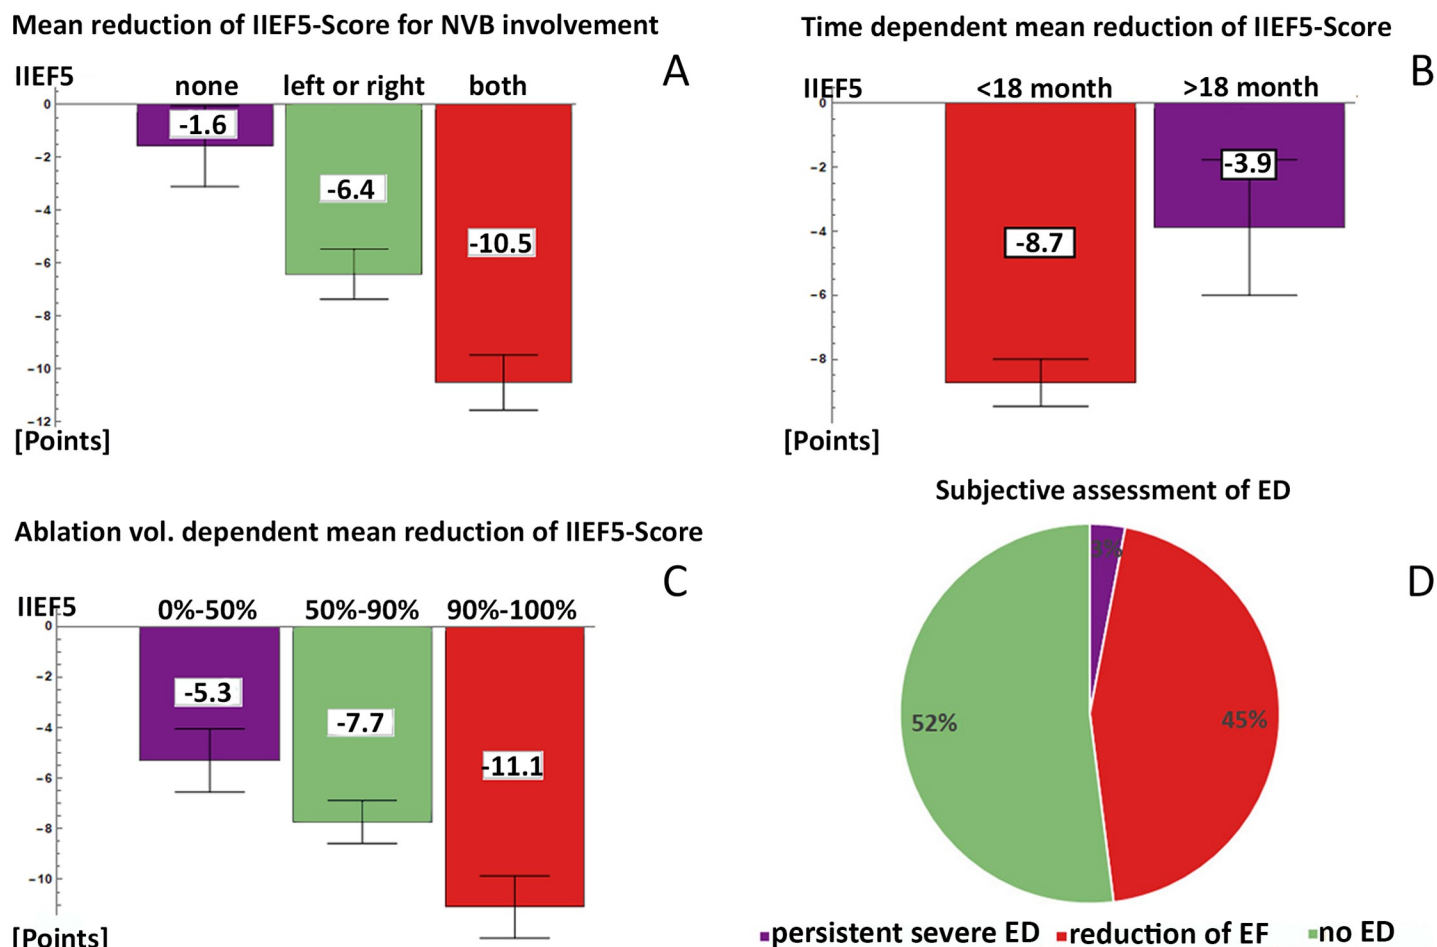 Mean reduction of IIEF5-Score for NVB involvement
A
IIEF5
none left or right both
0
-2
-4
-6
-8
-10
-12
-1.6
-6.4
-10.5
[Points]
Time dependent mean reduction of IIEF5-Score
B
IIEF5
<18 month >18 month
0
-2
-4
-6
-8
-8.7
-3.9
[Points]
Ablation vol. dependent mean reduction of IIEF5-Score
C
IIEF5
0%-50% 50%-90% 90%-100%
0
-2
-4
-6
-8
-10
-5.3
-7.7
-11.1
[Points]
Subjective assessment of ED
D
3%
52%
45%
persistent severe ED reduction of EF no ED